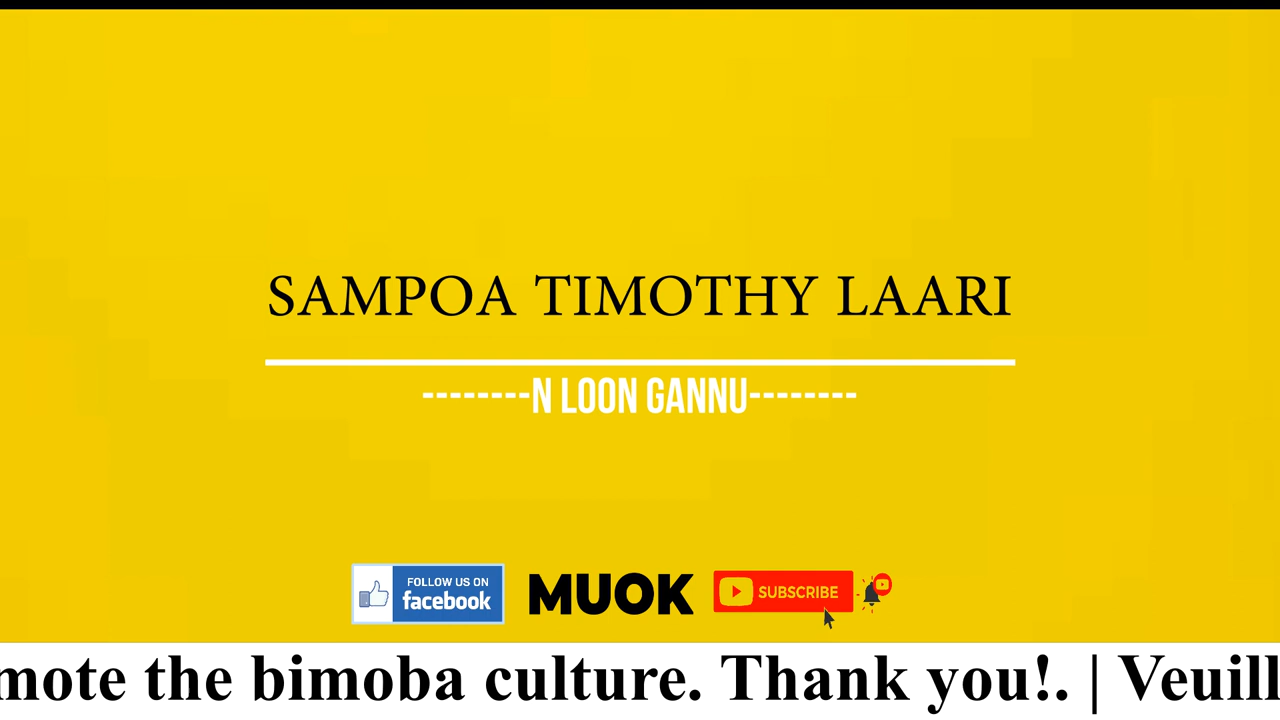 SAMPOA TIMOTHY LAARI
--------N LOON GANNU--------
FOLLOW US ON
facebook
MUOK
SUBSCRIBE
mote the bimoba culture. Thank you!. | Veuill